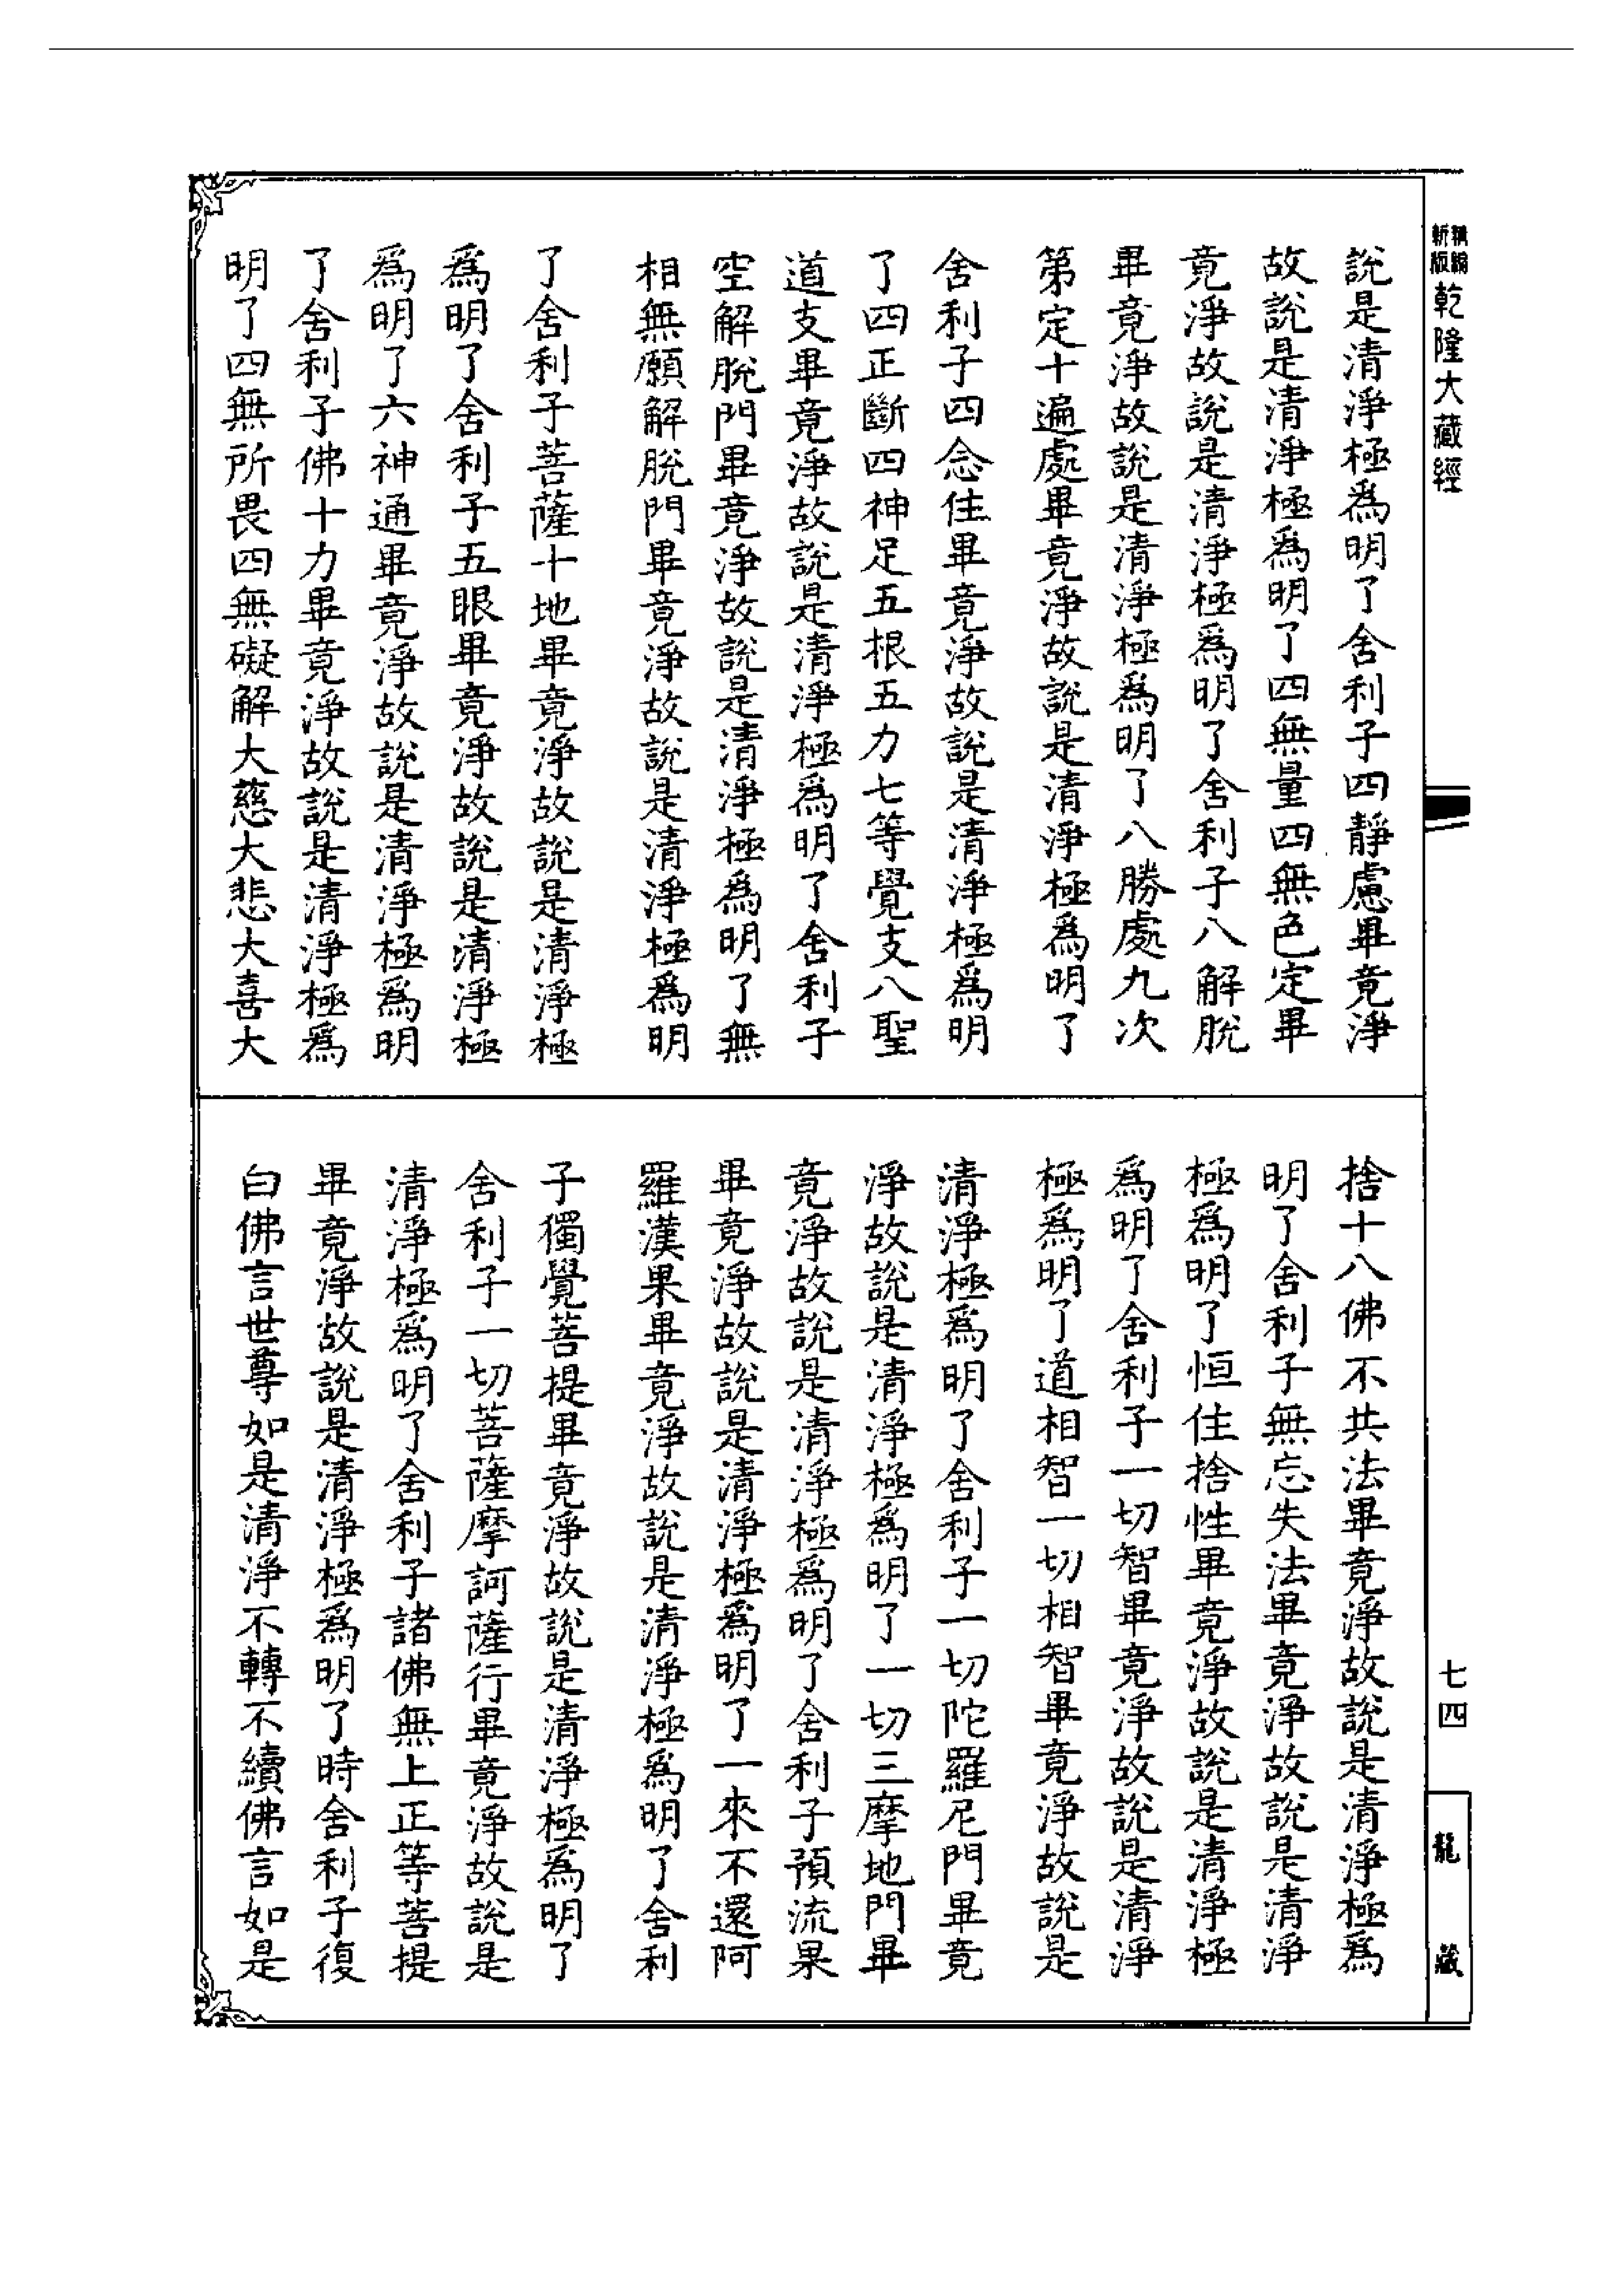 精編
新版
乾隆大藏經
說是清淨極爲明了舍利子四靜慮畢竟淨
故說是清淨極爲明了四無量四無色定畢
竟淨故說是清淨極爲明了舍利子八解脫
畢竟淨故說是清淨極爲明了八勝處九次
第定十遍處畢竟淨故說是清淨極爲明了
舍利子四念住畢竟淨故說是清淨極爲明
了四正斷四神足五根五力七等覺支八聖
道支畢竟淨故說是清淨極爲明了舍利子
空解脫門畢竟淨故說是清淨極爲明了無
相無願解脫門畢竟淨故說是清淨極爲明
了舍利子菩薩十地畢竟淨故說是清淨極
爲明了舍利子五眼畢竟淨故說是清淨極
爲明了六神通畢竟淨故說是清淨極爲明
了舍利子佛十力畢竟淨故說是清淨極爲
明了四無所畏四無礙解大慈大悲大喜大
捨十八佛不共法畢竟淨故說是清淨極爲
明了舍利子無忘失法畢竟淨故說是清淨
極爲明了恒住捨性畢竟淨故說是清淨極
爲明了舍利子一切智畢竟淨故說是清淨
極爲明了道相智一切相智畢竟淨故說是
清淨極爲明了舍利子一切陀羅尼門畢竟
淨故說是清淨極爲明了一切三摩地門畢
竟淨故說是清淨極爲明了舍利子預流果
畢竟淨故說是清淨極爲明了一來不還阿
羅漢果畢竟淨故說是清淨極爲明了舍利
子獨覺菩提畢竟淨故說是清淨極爲明了
舍利子一切菩薩摩訶薩行畢竟淨故說是
清淨極爲明了舍利子諸佛無上正等菩提
畢竟淨故說是清淨極爲明了時舍利子復
白佛言世尊如是清淨不轉不續佛言如是
七四
龍藏